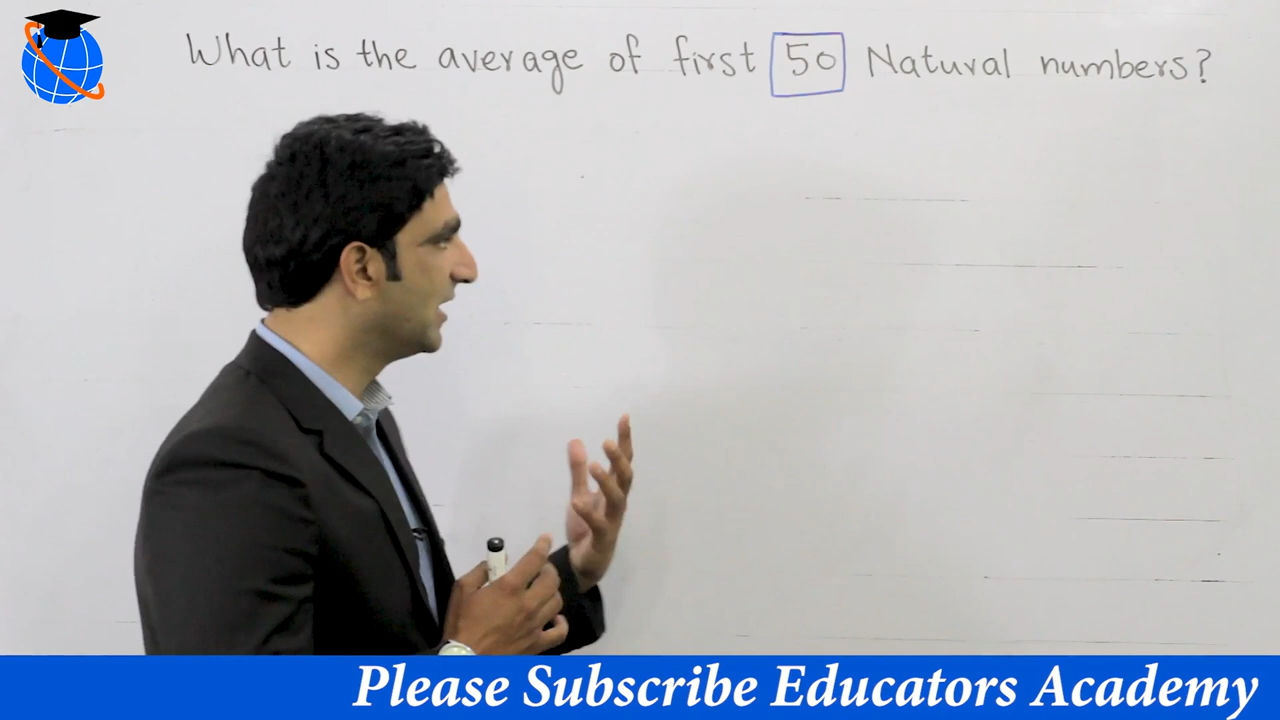 What is the average of first 50 Natural numbers?
Please Subscribe Educators Academy